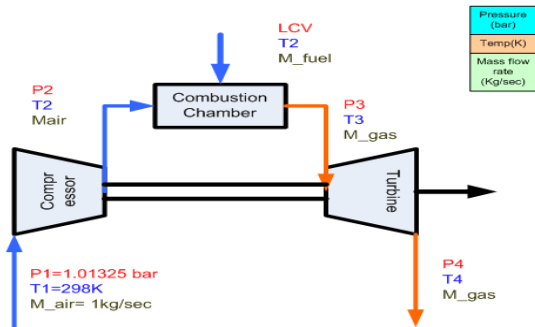 LCV
T2
M_fuel
Pressure
(bar)
Temp(K)
Mass flow
rate
(Kg/sec)
P2
T2
Mair
Combustion
Chamber
P3
T3
M_gas
Compr
essor
Turbine
P1=1.01325 bar
T1=298K
M_air= 1kg/sec
P4
T4
M_gas